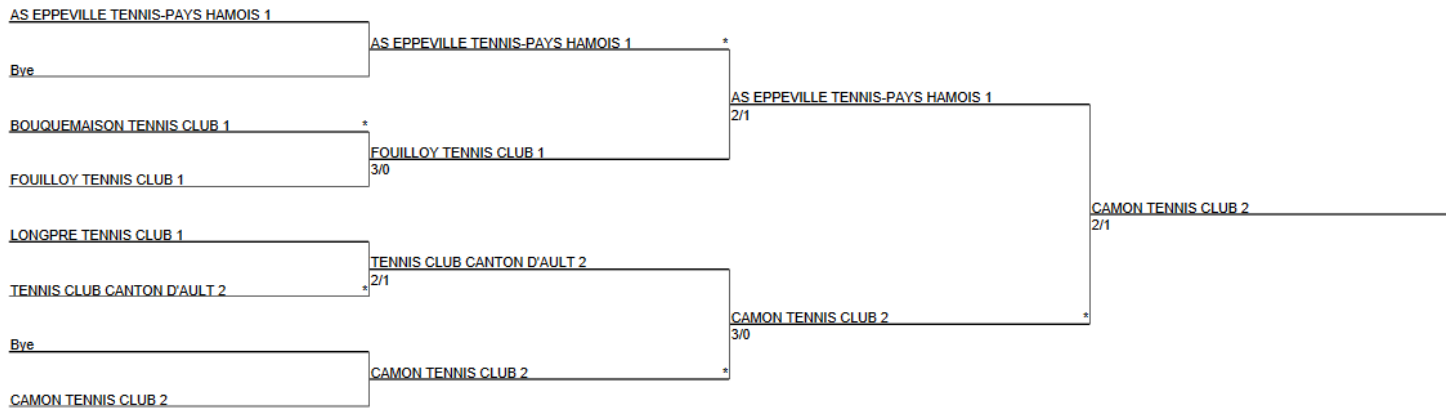 AS EPPEVILLE TENNIS-PAYS HAMOIS 1
AS EPPEVILLE TENNIS-PAYS HAMOIS 1 *
Bye
AS EPPEVILLE TENNIS-PAYS HAMOIS 1
2/1
BOUQUEMAISON TENNIS CLUB 1 *
FOUILLOY TENNIS CLUB 1
3/0
FOUILLOY TENNIS CLUB 1
CAMON TENNIS CLUB 2
2/1
LONGPRE TENNIS CLUB 1
TENNIS CLUB CANTON D'AULT 2
2/1
TENNIS CLUB CANTON D'AULT 2 *
CAMON TENNIS CLUB 2 *
3/0
Bye
CAMON TENNIS CLUB 2 *
CAMON TENNIS CLUB 2